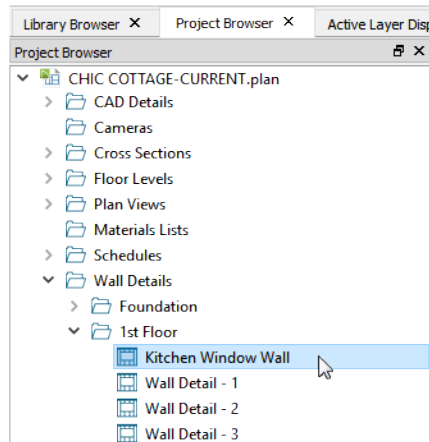 Library Browser Project Browser Active Layer Disp
Project Browser
CHIC COTTAGE-CURRENT.plan
CAD Details
Cameras
Cross Sections
Floor Levels
Plan Views
Materials Lists
Schedules
Wall Details
Foundation
1st Floor
Kitchen Window Wall
Wall Detail - 1
Wall Detail - 2
Wall Detail - 3